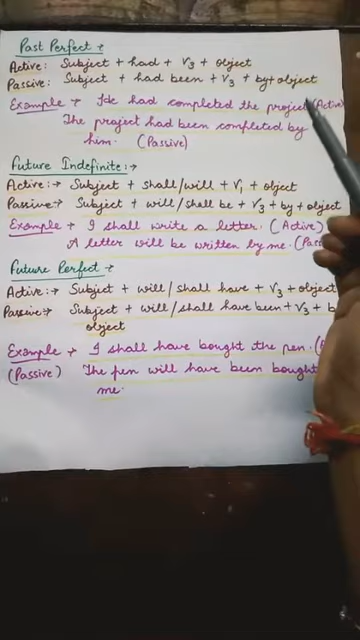 Past Perfect →
Active: Subject + had + V3 + object
Passive: Subject + had been + V3 + by + object
Example → Ide had completed the project (Active)
The project had been completed by
him. (Passive)
Future Indefinite :→
Active :→ Subject + shall/will + V1 + object
Passive :→ Subject + will/shall be + V3 + by + object
Example → I shall write a letter. (Active)
A letter will be written by me. (Pass
Future Perfect →
Active :→ Subject + will/shall have + V3 + object
Passive → Subject + will/shall have been + V3 + b
object
Example → I shall have bought the pen. (
(Passive) The pen will have been bought
me.